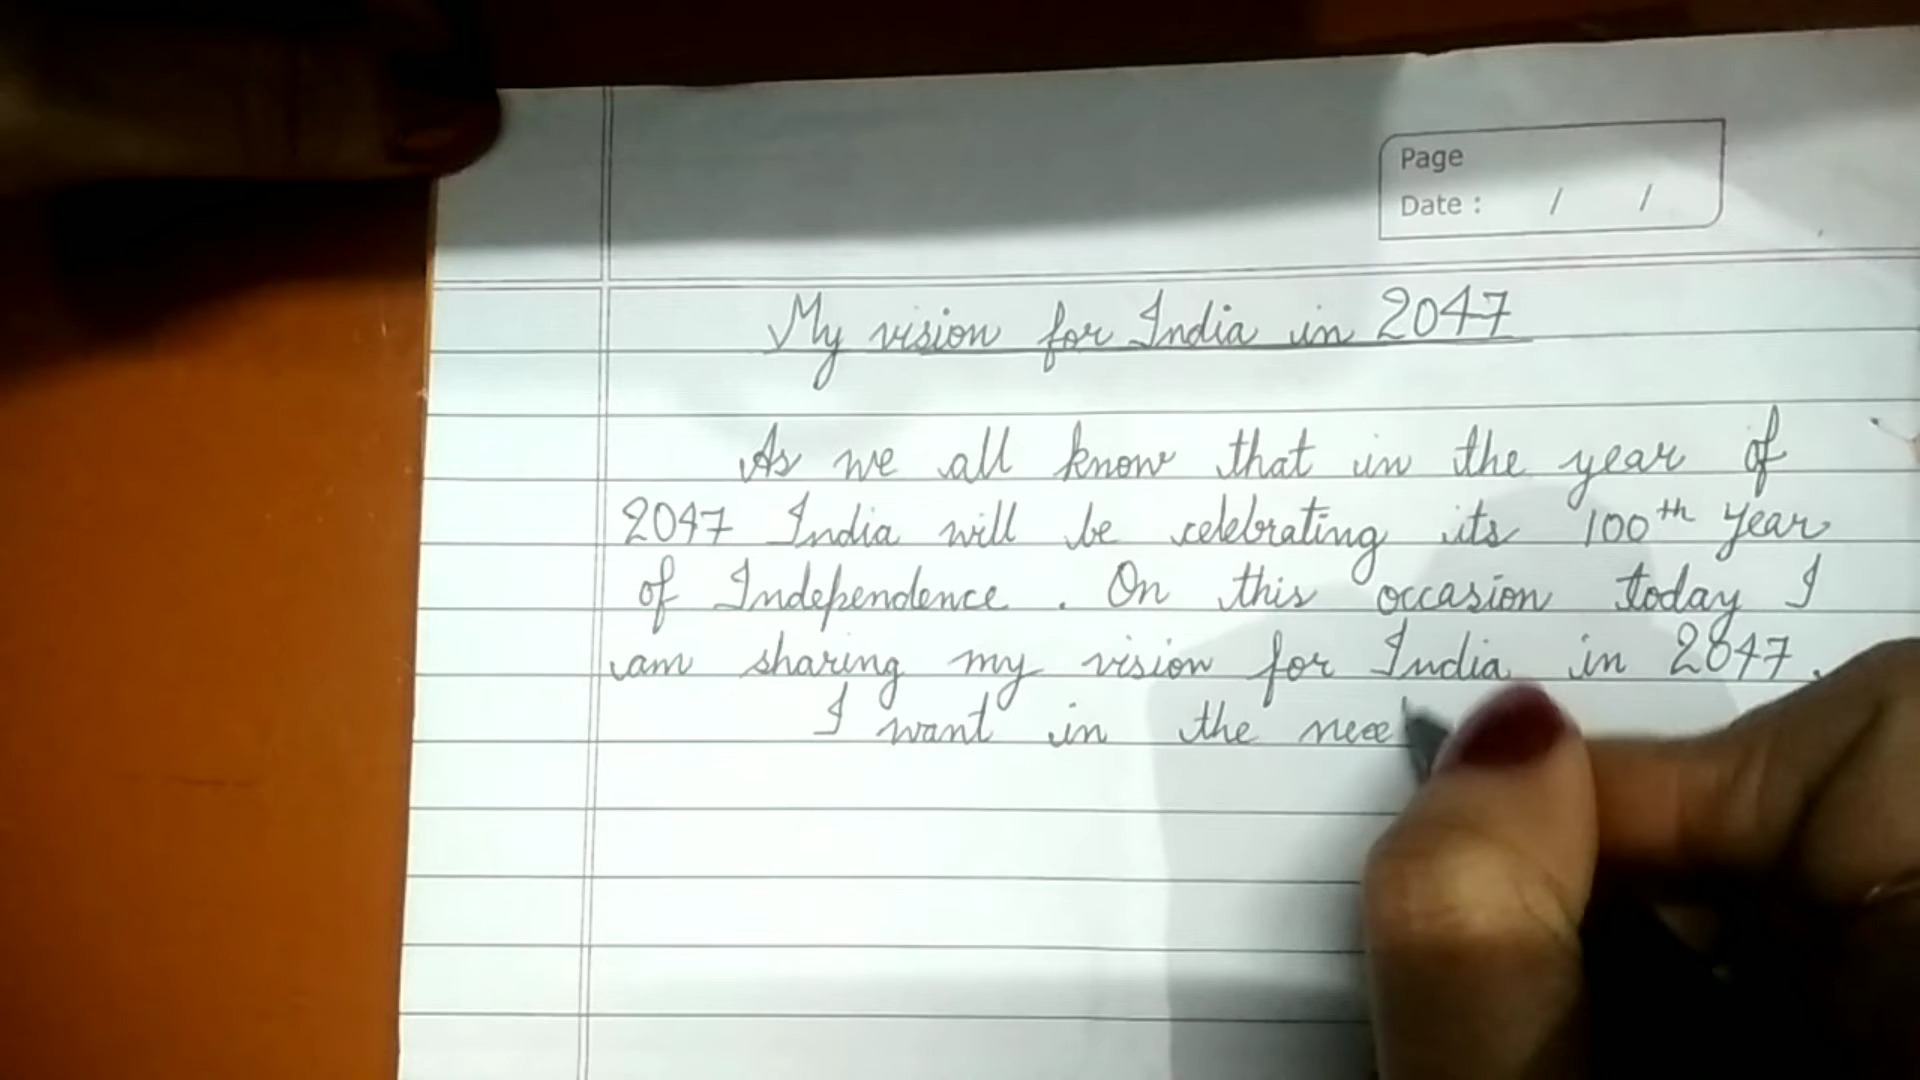 Page
Date : / /
My vision for India in 2047
As we all know that in the year of
2047 India will be celebrating its 100th year
of Independence. On this occasion today I
am sharing my vision for India in 2047.
I want in the